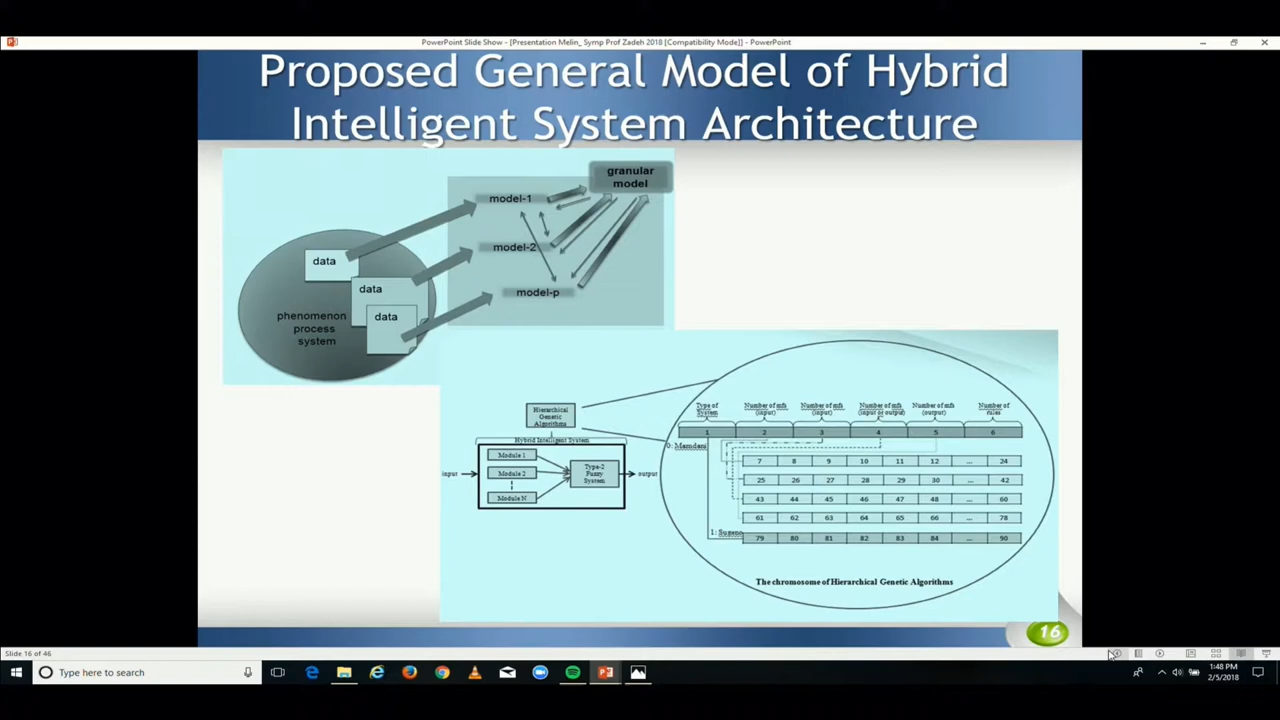 PowerPoint Slide Show - [Presentation Melin_ Symp Prof Zadeh 2018 [Compatibility Mode]] - PowerPoint
Proposed General Model of Hybrid
Intelligent System Architecture
granular
model
model-1
model-2
model-p
data
data
data
phenomenon
process
system
Hierarchical
Genetic
Algorithms
Hybrid Intelligent System
input
Module 1
Module 2
Module N
Type-2
Fuzzy
System
output
Type of
System
Number of mfs
(input)
Number of mfs
(input)
Number of mfs
(input or output)
Number of mfs
(output)
Number of
rules
1 2 3 4 5 6
0: Mamdani
7 8 9 10 11 12 ... 24
25 26 27 28 29 30 ... 42
43 44 45 46 47 48 ... 60
61 62 63 64 65 66 ... 78
1: Sugeno
79 80 81 82 83 84 ... 90
The chromosome of Hierarchical Genetic Algorithms
16
Slide 16 of 46
Type here to search
1:48 PM
2/5/2018